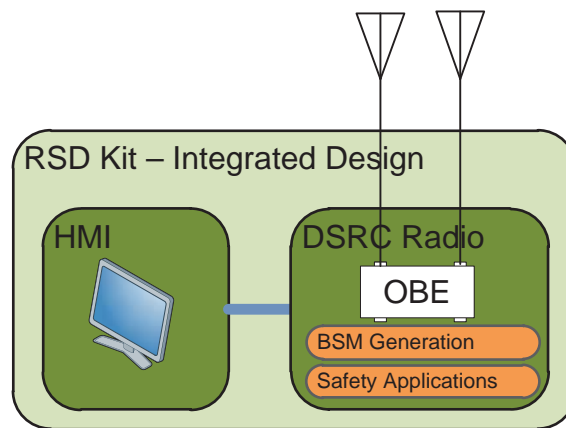 RSD Kit – Integrated Design
HMI
DSRC Radio
OBE
BSM Generation
Safety Applications